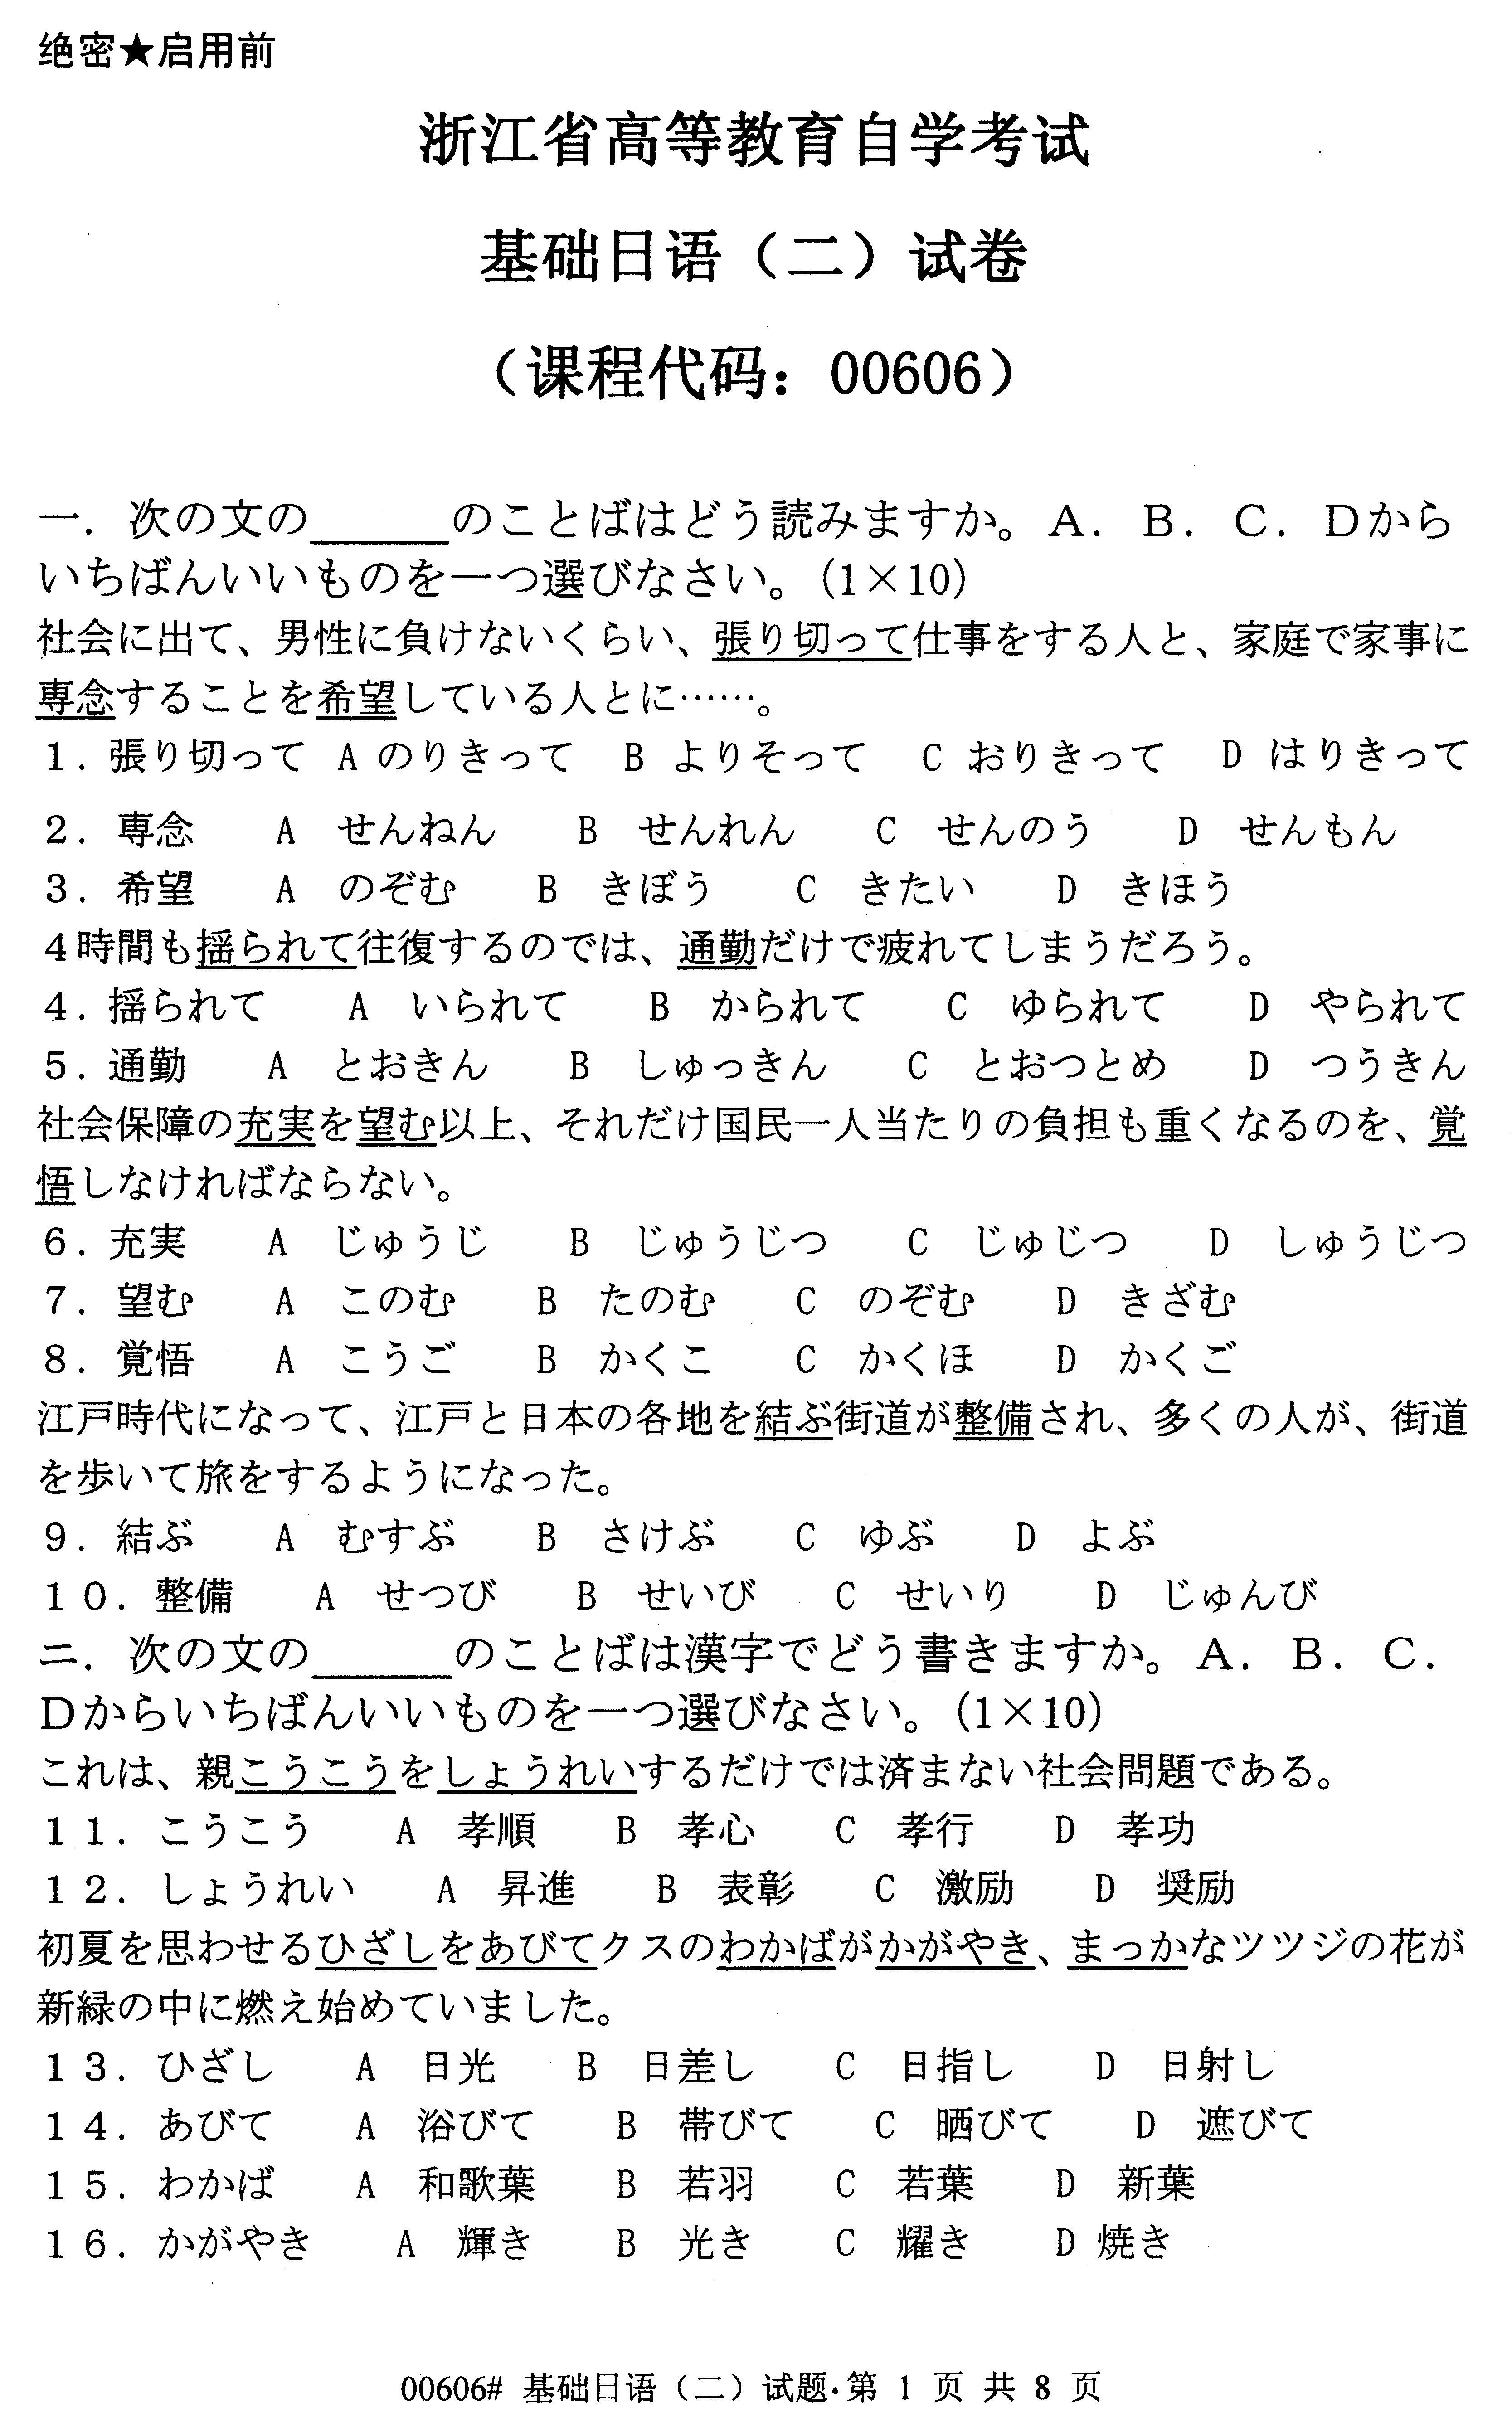 绝密★启用前
浙江省高等教育自学考试
基础日语（二）试卷
（课程代码：00606）
一．次の文の______のことばはどう読みますか。A．B．C．Dから
いちばんいいものを一つ選びなさい。(1×10)
社会に出て、男性に負けないくらい、張り切って仕事をする人と、家庭で家事に
専念することを希望している人とに……。
1．張り切って　A のりきって　B よりそって　C おりきって　D はりきって
2．専念　A せんねん　B せんれん　C せんのう　D せんもん
3．希望　A のぞむ　B きぼう　C きたい　D きほう
4時間も揺られて往復するのでは、通勤だけで疲れてしまうだろう。
4．揺られて　A いられて　B かられて　C ゆられて　D やられて
5．通勤　A とおきん　B しゅっきん　C とおつとめ　D つうきん
社会保障の充実を望む以上、それだけ国民一人当たりの負担も重くなるのを、覚
悟しなければならない。
6．充実　A じゅうじ　B じゅうじつ　C じゅじつ　D しゅうじつ
7．望む　A このむ　B たのむ　C のぞむ　D きざむ
8．覚悟　A こうご　B かくこ　C かくほ　D かくご
江戸時代になって、江戸と日本の各地を結ぶ街道が整備され、多くの人が、街道
を歩いて旅をするようになった。
9．結ぶ　A むすぶ　B さけぶ　C ゆぶ　D よぶ
10．整備　A せつび　B せいび　C せいり　D じゅんび
二．次の文の______のことばは漢字でどう書きますか。A．B．C．
Dからいちばんいいものを一つ選びなさい。(1×10)
これは、親こうこうをしょうれいするだけでは済まない社会問題である。
11．こうこう　A 孝順　B 孝心　C 孝行　D 孝功
12．しょうれい　A 昇進　B 表彰　C 激励　D 奨励
初夏を思わせるひざしをあびてクスのわかばがかがやき、まっかなツツジの花が
新緑の中に燃え始めていました。
13．ひざし　A 日光　B 日差し　C 日指し　D 日射し
14．あびて　A 浴びて　B 帯びて　C 晒びて　D 遮びて
15．わかば　A 和歌葉　B 若羽　C 若葉　D 新葉
16．かがやき　A 輝き　B 光き　C 耀き　D 焼き
00606# 基础日语（二）试题·第 1 页 共 8 页